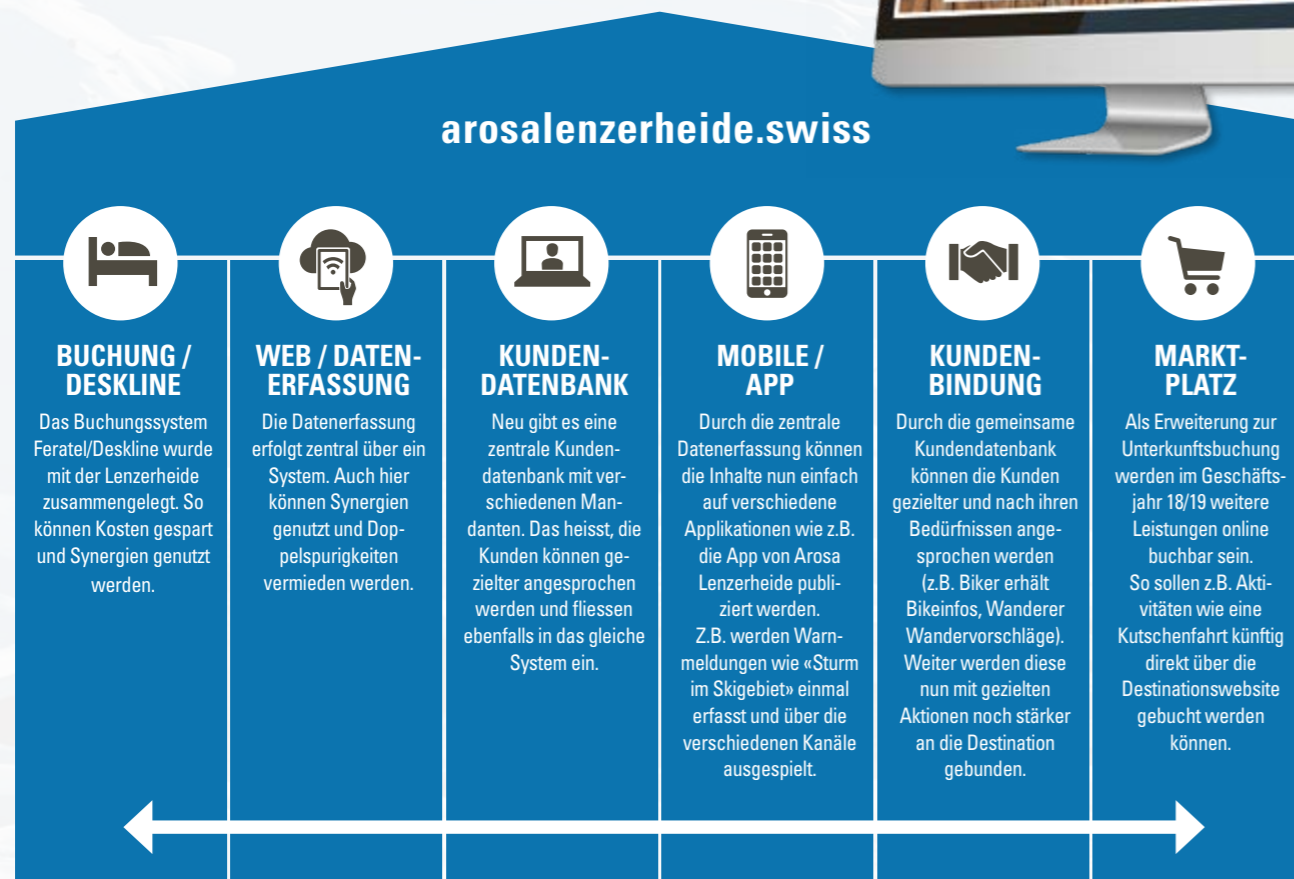 arosalenzerheide.swiss
BUCHUNG /
DESKLINE
Das Buchungssystem
Feratel/Deskline wurde
mit der Lenzerheide
zusammengelegt. So
können Kosten gespart
und Synergien genutzt
werden.
WEB / DATEN-
ERFASSUNG
Die Datenerfassung
erfolgt zentral über ein
System. Auch hier
können Synergien
genutzt und Dop-
pelspurigkeiten
vermieden werden.
KUNDEN-
DATENBANK
Neu gibt es eine
zentrale Kunden-
datenbank mit ver-
schiedenen Man-
danten. Das heisst, die
Kunden können ge-
zielter angesprochen
werden und fliessen
ebenfalls in das gleiche
System ein.
MOBILE /
APP
Durch die zentrale
Datenerfassung können
die Inhalte nun einfach
auf verschiedene
Applikationen wie z.B.
die App von Arosa
Lenzerheide publi-
ziert werden.
Z.B. werden Warn-
meldungen wie «Sturm
im Skigebiet» einmal
erfasst und über die
verschiedenen Kanäle
ausgespielt.
KUNDEN-
BINDUNG
Durch die gemeinsame
Kundendatenbank
können die Kunden
gezielter und nach ihren
Bedürfnissen ange-
sprochen werden
(z.B. Biker erhält
Bikeinfos, Wanderer
Wandervorschläge).
Weiter werden diese
nun mit gezielten
Aktionen noch stärker
an die Destination
gebunden.
MARKT-
PLATZ
Als Erweiterung zur
Unterkunftsbuchung
werden im Geschäfts-
jahr 18/19 weitere
Leistungen online
buchbar sein.
So sollen z.B. Akti-
vitäten wie eine
Kutschenfahrt künftig
direkt über die
Destinationswebsite
gebucht werden
können.